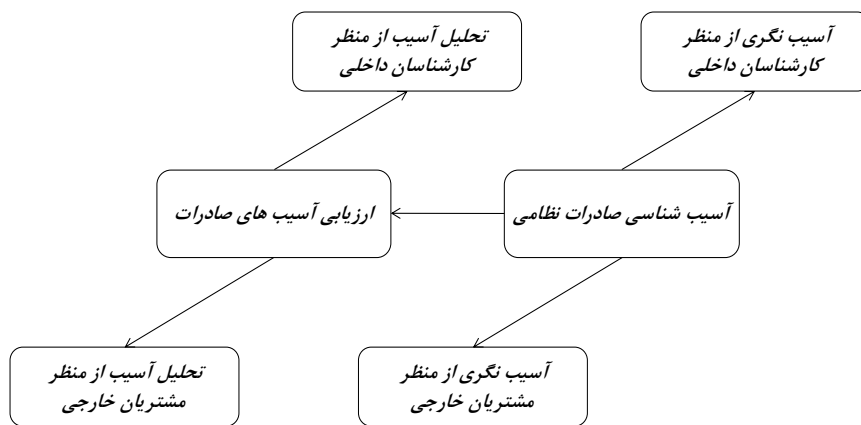 آسیب نگری از منظر
کارشناسان داخلی
تحلیل آسیب از منظر
کارشناسان داخلی
آسیب شناسی صادرات نظامی
ارزیابی آسیب های صادرات
آسیب نگری از منظر
مشتریان خارجی
تحلیل آسیب از منظر
مشتریان خارجی